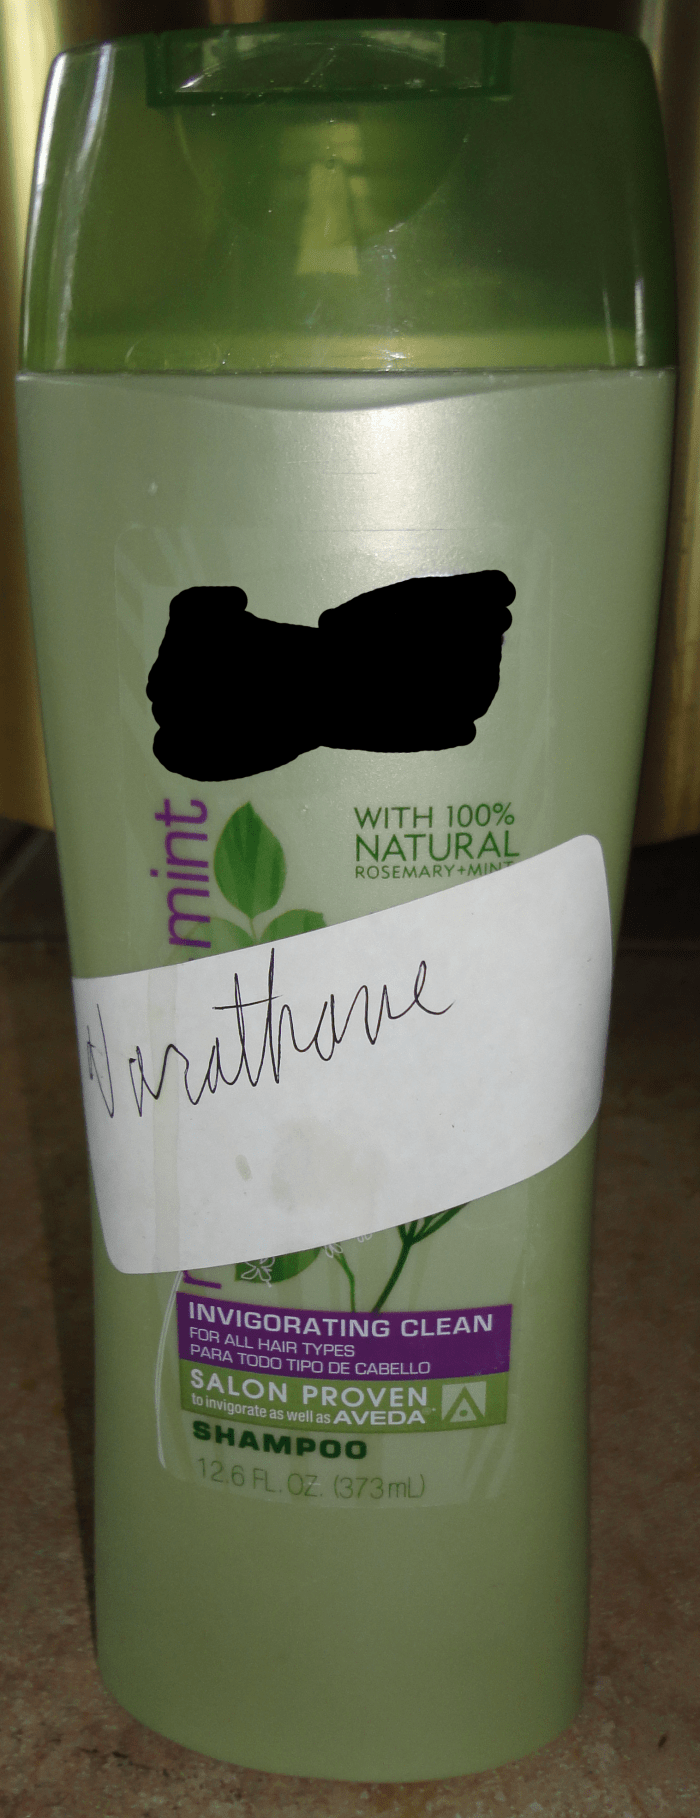 mint
WITH 100%
NATURAL
ROSEMARY+MINT
Varathane
INVIGORATING CLEAN
FOR ALL HAIR TYPES
PARA TODO TIPO DE CABELLO
SALON PROVEN
to invigorate as well as AVEDA
SHAMPOO
12.6 FL. OZ. (373mL)